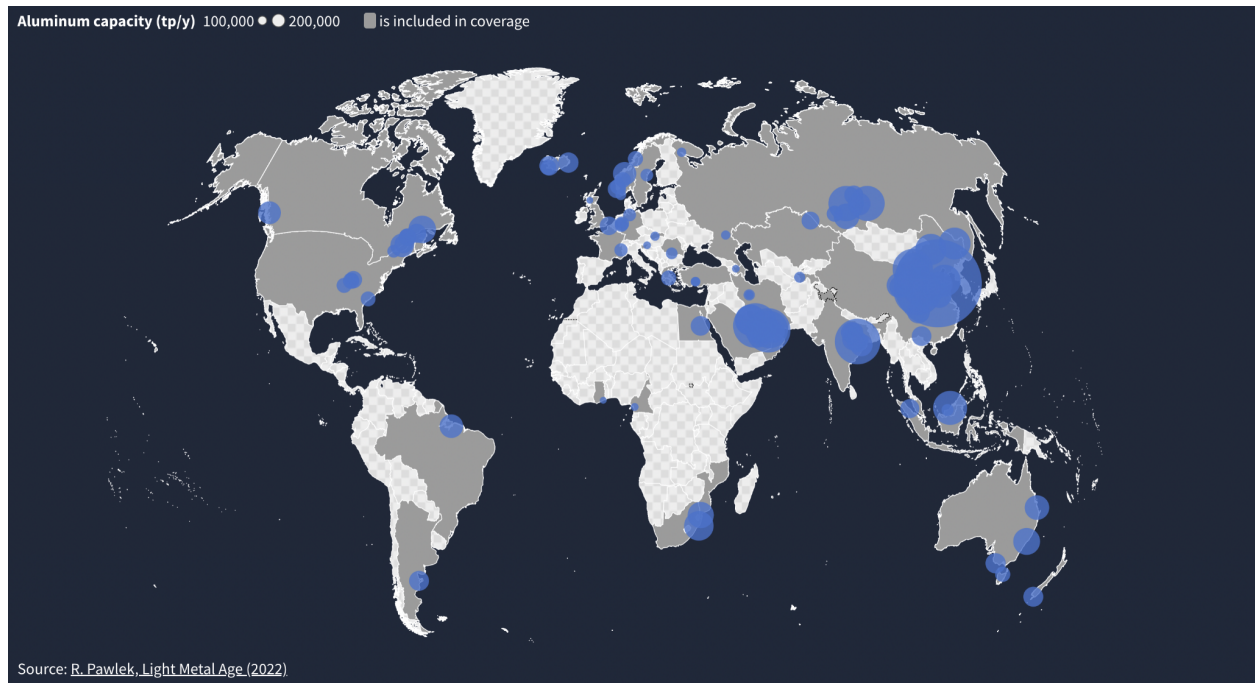 Aluminum capacity (tp/y) 100,000 200,000 is included in coverage
Source: R. Pawlek, Light Metal Age (2022)